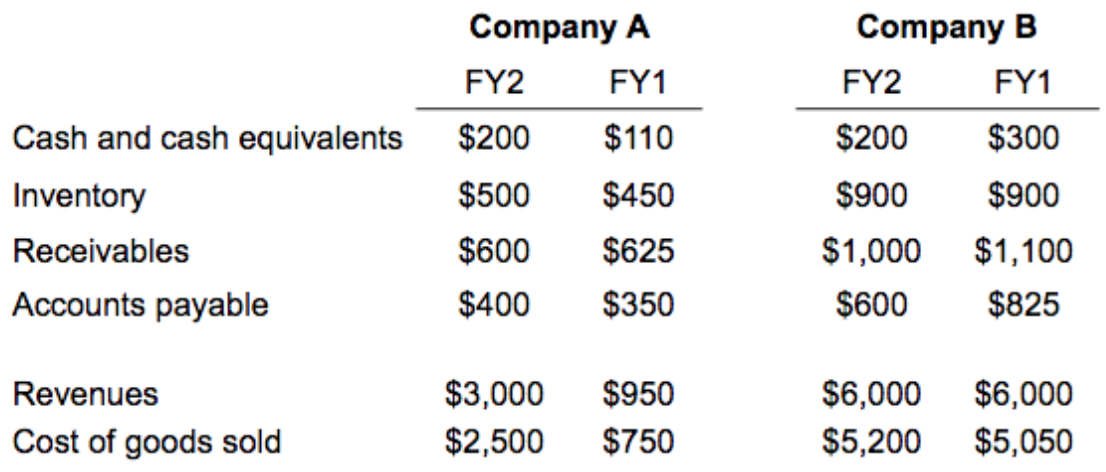 Company A Company B
FY2 FY1 FY2 FY1
Cash and cash equivalents $200 $110 $200 $300
Inventory $500 $450 $900 $900
Receivables $600 $625 $1,000 $1,100
Accounts payable $400 $350 $600 $825
Revenues $3,000 $950 $6,000 $6,000
Cost of goods sold $2,500 $750 $5,200 $5,050